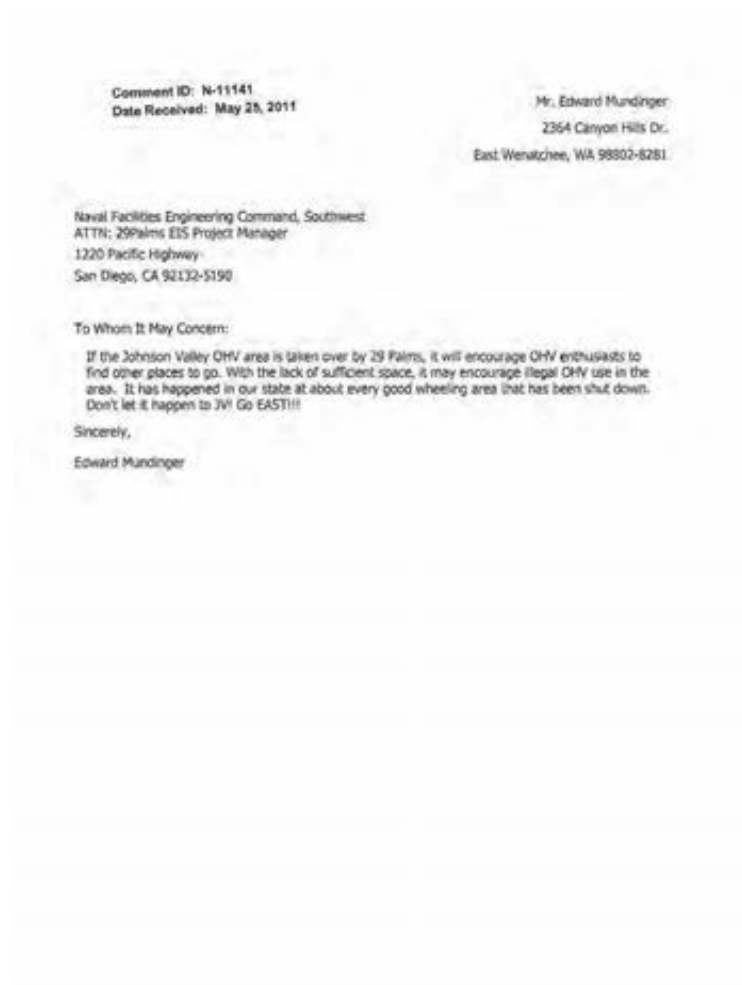 Comment ID: N-11141
Date Received: May 25, 2011
Mr. Edward Mundinger
2364 Canyon Hills Dr.
East Wenatchee, WA 98802-8281
Naval Facilities Engineering Command, Southwest
ATTN: 29Palms EIS Project Manager
1220 Pacific Highway
San Diego, CA 92132-5190
To Whom It May Concern:
If the Johnson Valley OHV area is taken over by 29 Palms, it will encourage OHV enthusiasts to
find other places to go. With the lack of sufficient space, it may encourage illegal OHV use in the
area. It has happened in our state at about every good wheeling area that has been shut down.
Don't let it happen to JV! Go EAST!!!
Sincerely,
Edward Mundinger